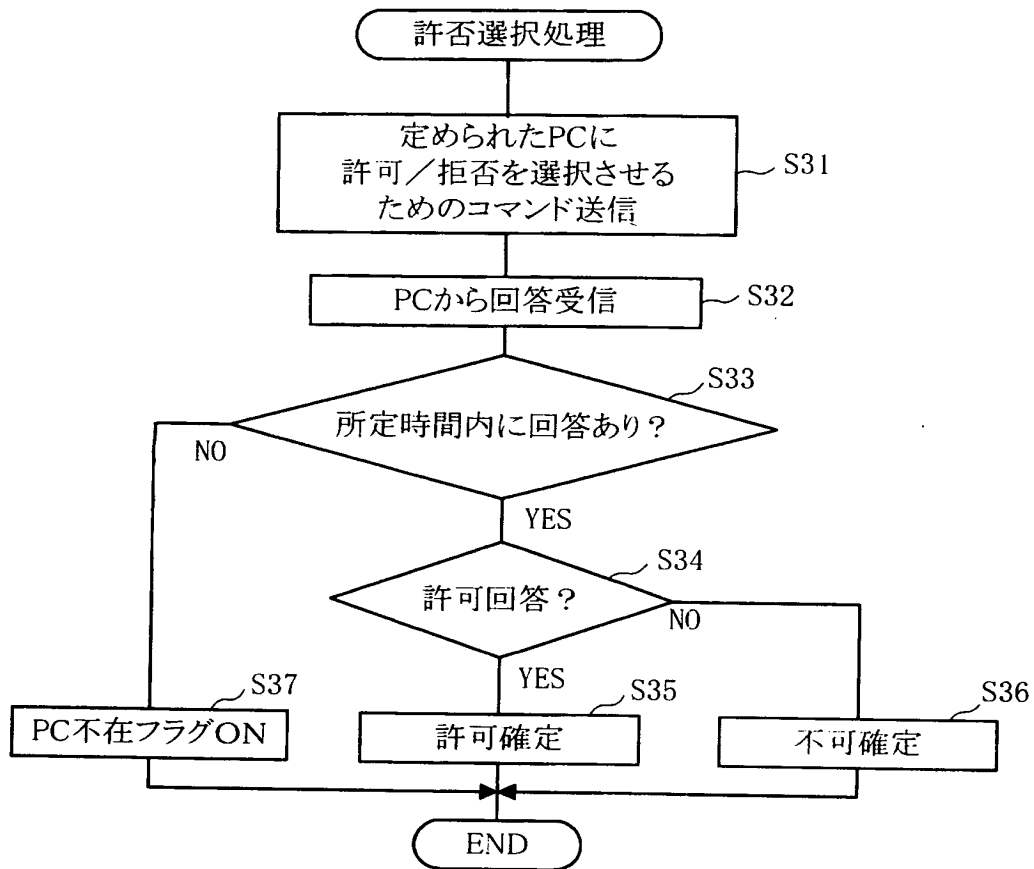 許否選択処理
定められたPCに
許可／拒否を選択させる
ためのコマンド送信
S31
PCから回答受信
S32
S33
所定時間内に回答あり？
NO
YES
S34
許可回答？
NO
YES
S37
S35
S36
PC不在フラグON
許可確定
不可確定
END